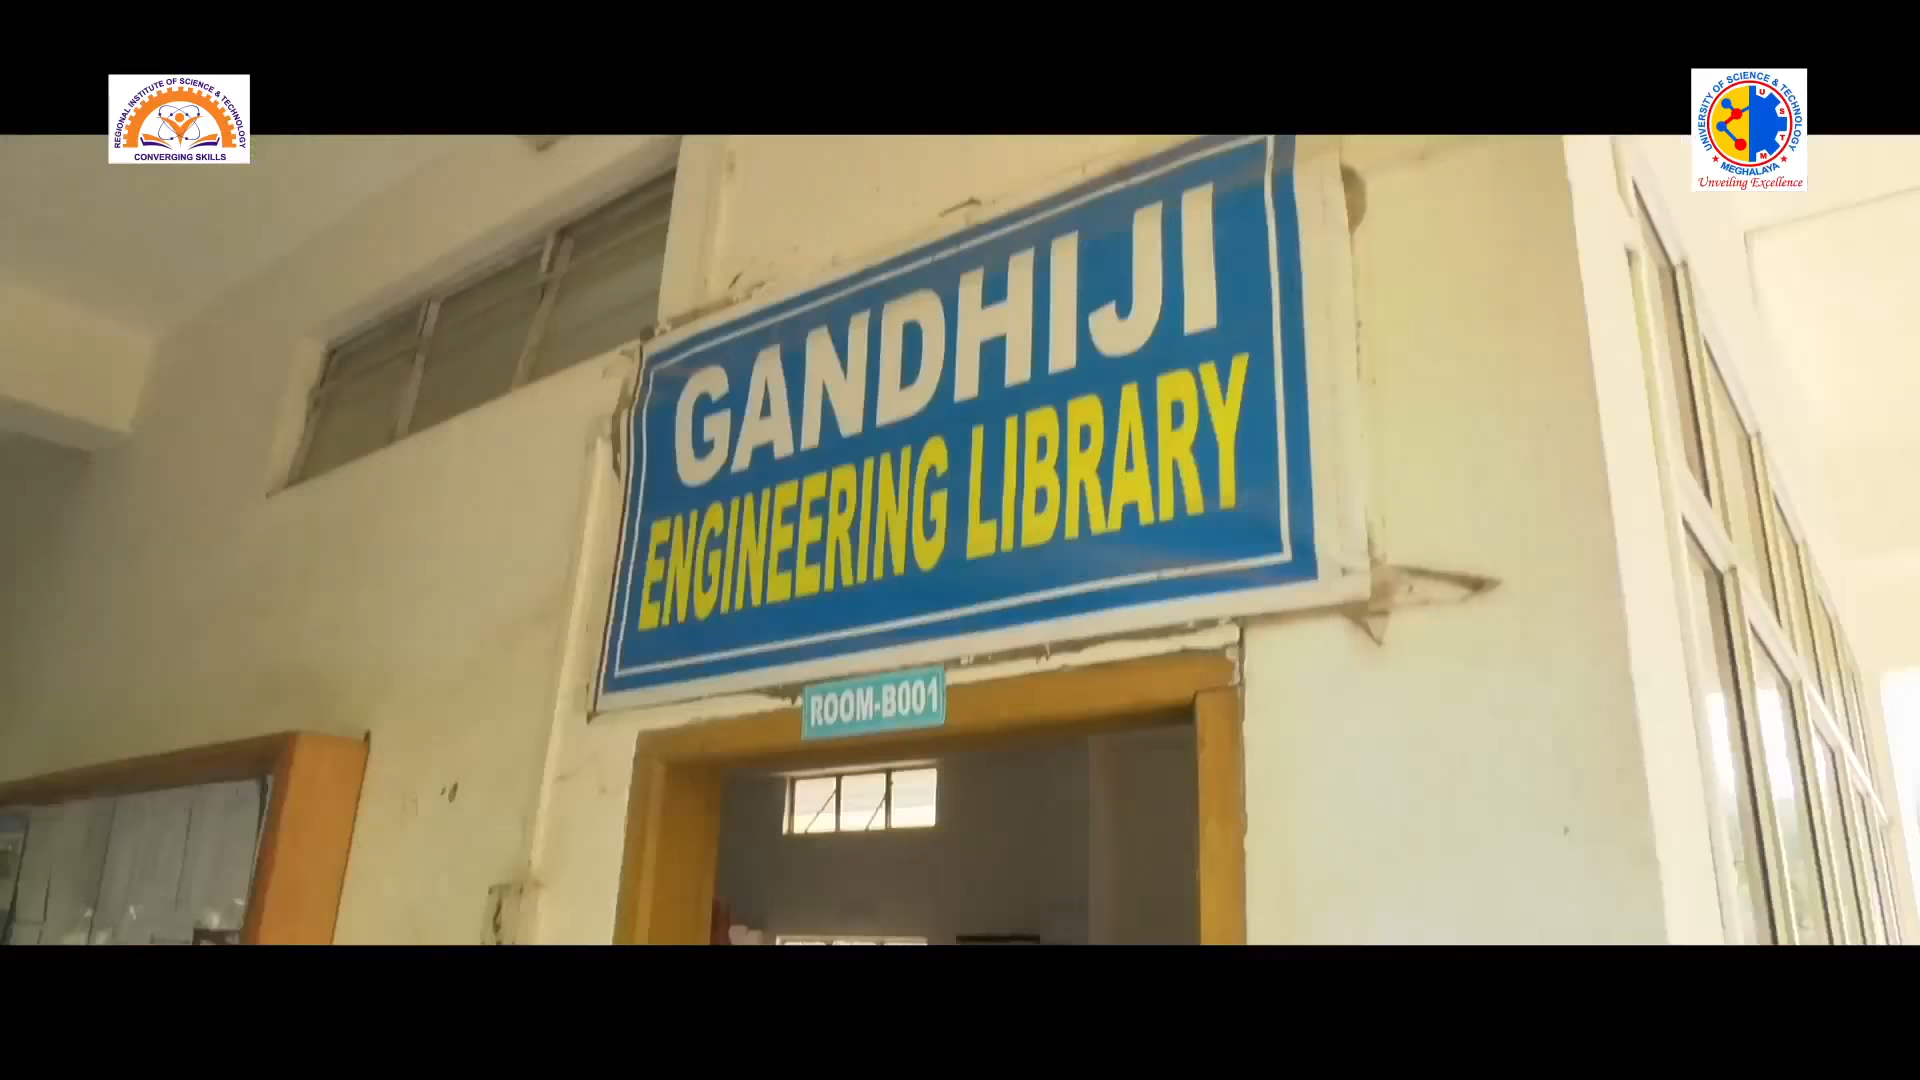 REGIONAL INSTITUTE OF SCIENCE & TECHNOLOGY
CONVERGING SKILLS
UNIVERSITY OF SCIENCE & TECHNOLOGY
USTM
MEGHALAYA
Unveiling Excellence
GANDHIJI
ENGINEERING LIBRARY
ROOM-B001